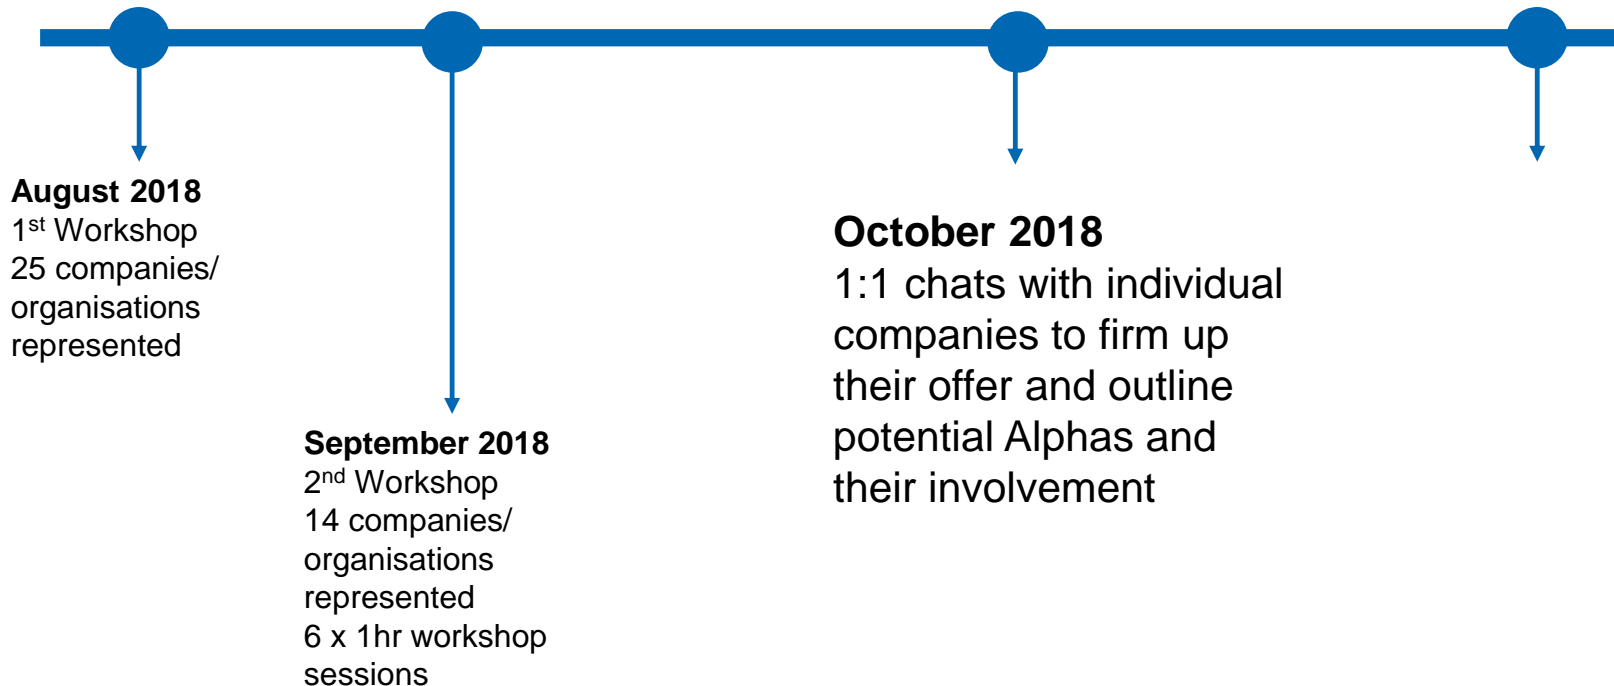 August 2018
1st Workshop
25 companies/
organisations
represented
September 2018
2nd Workshop
14 companies/
organisations
represented
6 x 1hr workshop
sessions
October 2018
1:1 chats with individual
companies to firm up
their offer and outline
potential Alphas and
their involvement